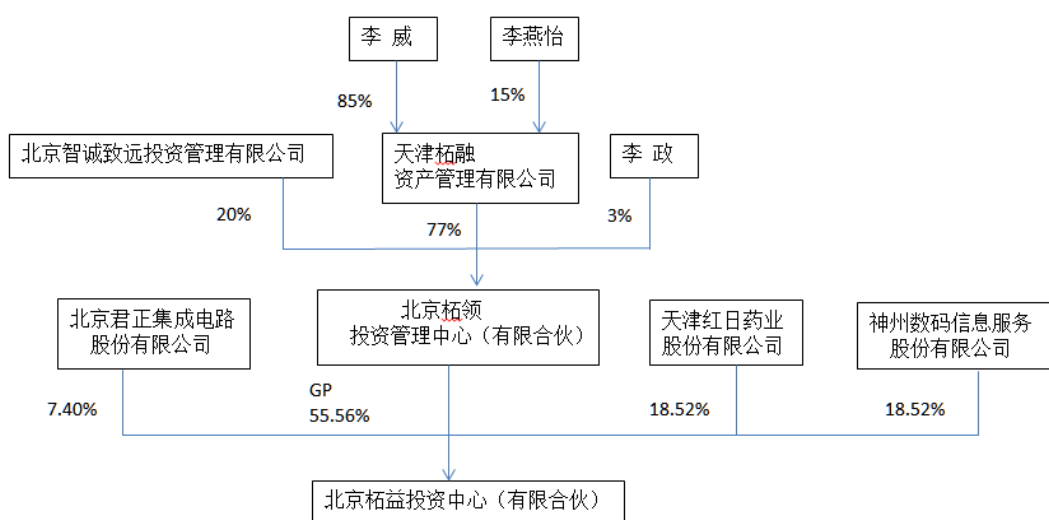 李 威
李燕怡
85%
15%
北京智诚致远投资管理有限公司
天津柘融
资产管理有限公司
李 政
20%
77%
3%
北京君正集成电路
股份有限公司
北京柘领
投资管理中心（有限合伙）
天津红日药业
股份有限公司
神州数码信息服务
股份有限公司
7.40%
GP
55.56%
18.52%
18.52%
北京柘益投资中心（有限合伙）